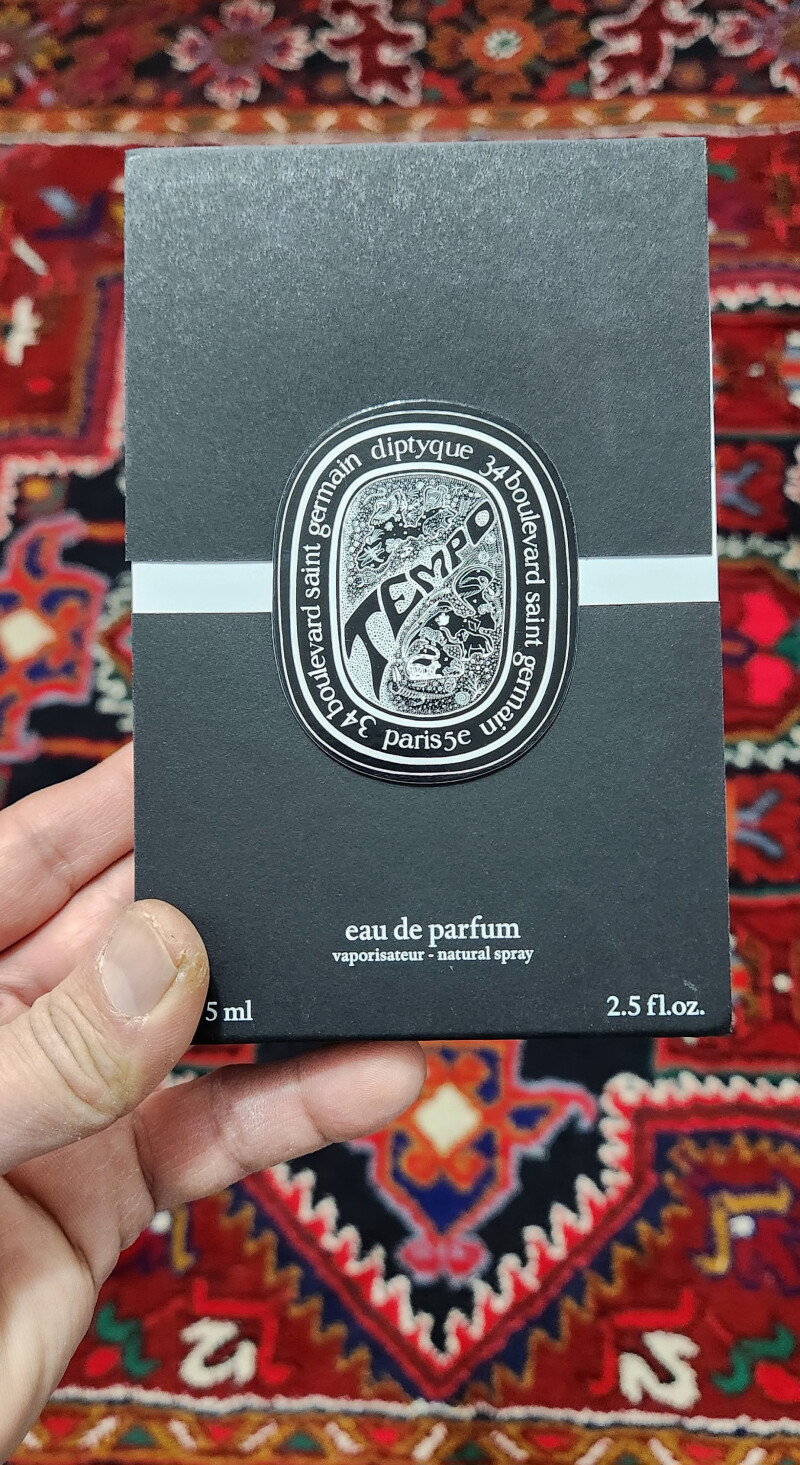 diptyque 34 boulevard saint germain paris 5e 34 boulevard saint germain
TEMPO
eau de parfum
vaporisateur - natural spray
5 ml
2.5 fl.oz.